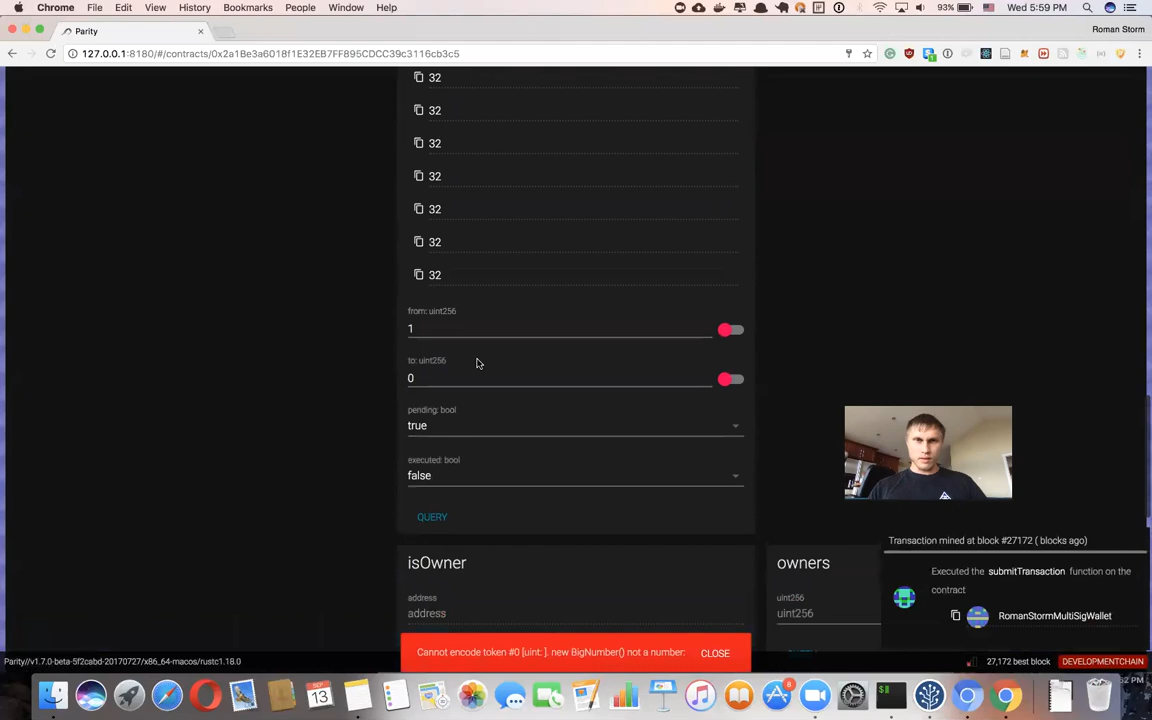 Chrome File Edit View History Bookmarks People Window Help
93% Wed 5:59 PM
Parity
Roman Storm
127.0.0.1:8180/#/contracts/0x2a1Be3a6018f1E32EB7FF895CDCC39c3116cb3c5
32
32
32
32
32
32
32
from: uint256
1
to: uint256
0
pending: bool
true
executed: bool
false
QUERY
Transaction mined at block #27172 ( blocks ago)
Executed the submitTransaction function on the
contract
RomanStormMultiSigWallet
isOwner
owners
address
uint256
address
uint256
Cannot encode token #0 [uint: ]. new BigNumber() not a number:
CLOSE
Parity//v1.7.0-beta-5f2cabd-20170727/x86_64-macos/rustc1.18.0
27,172 best block
DEVELOPMENTCHAIN
SEP
13
8